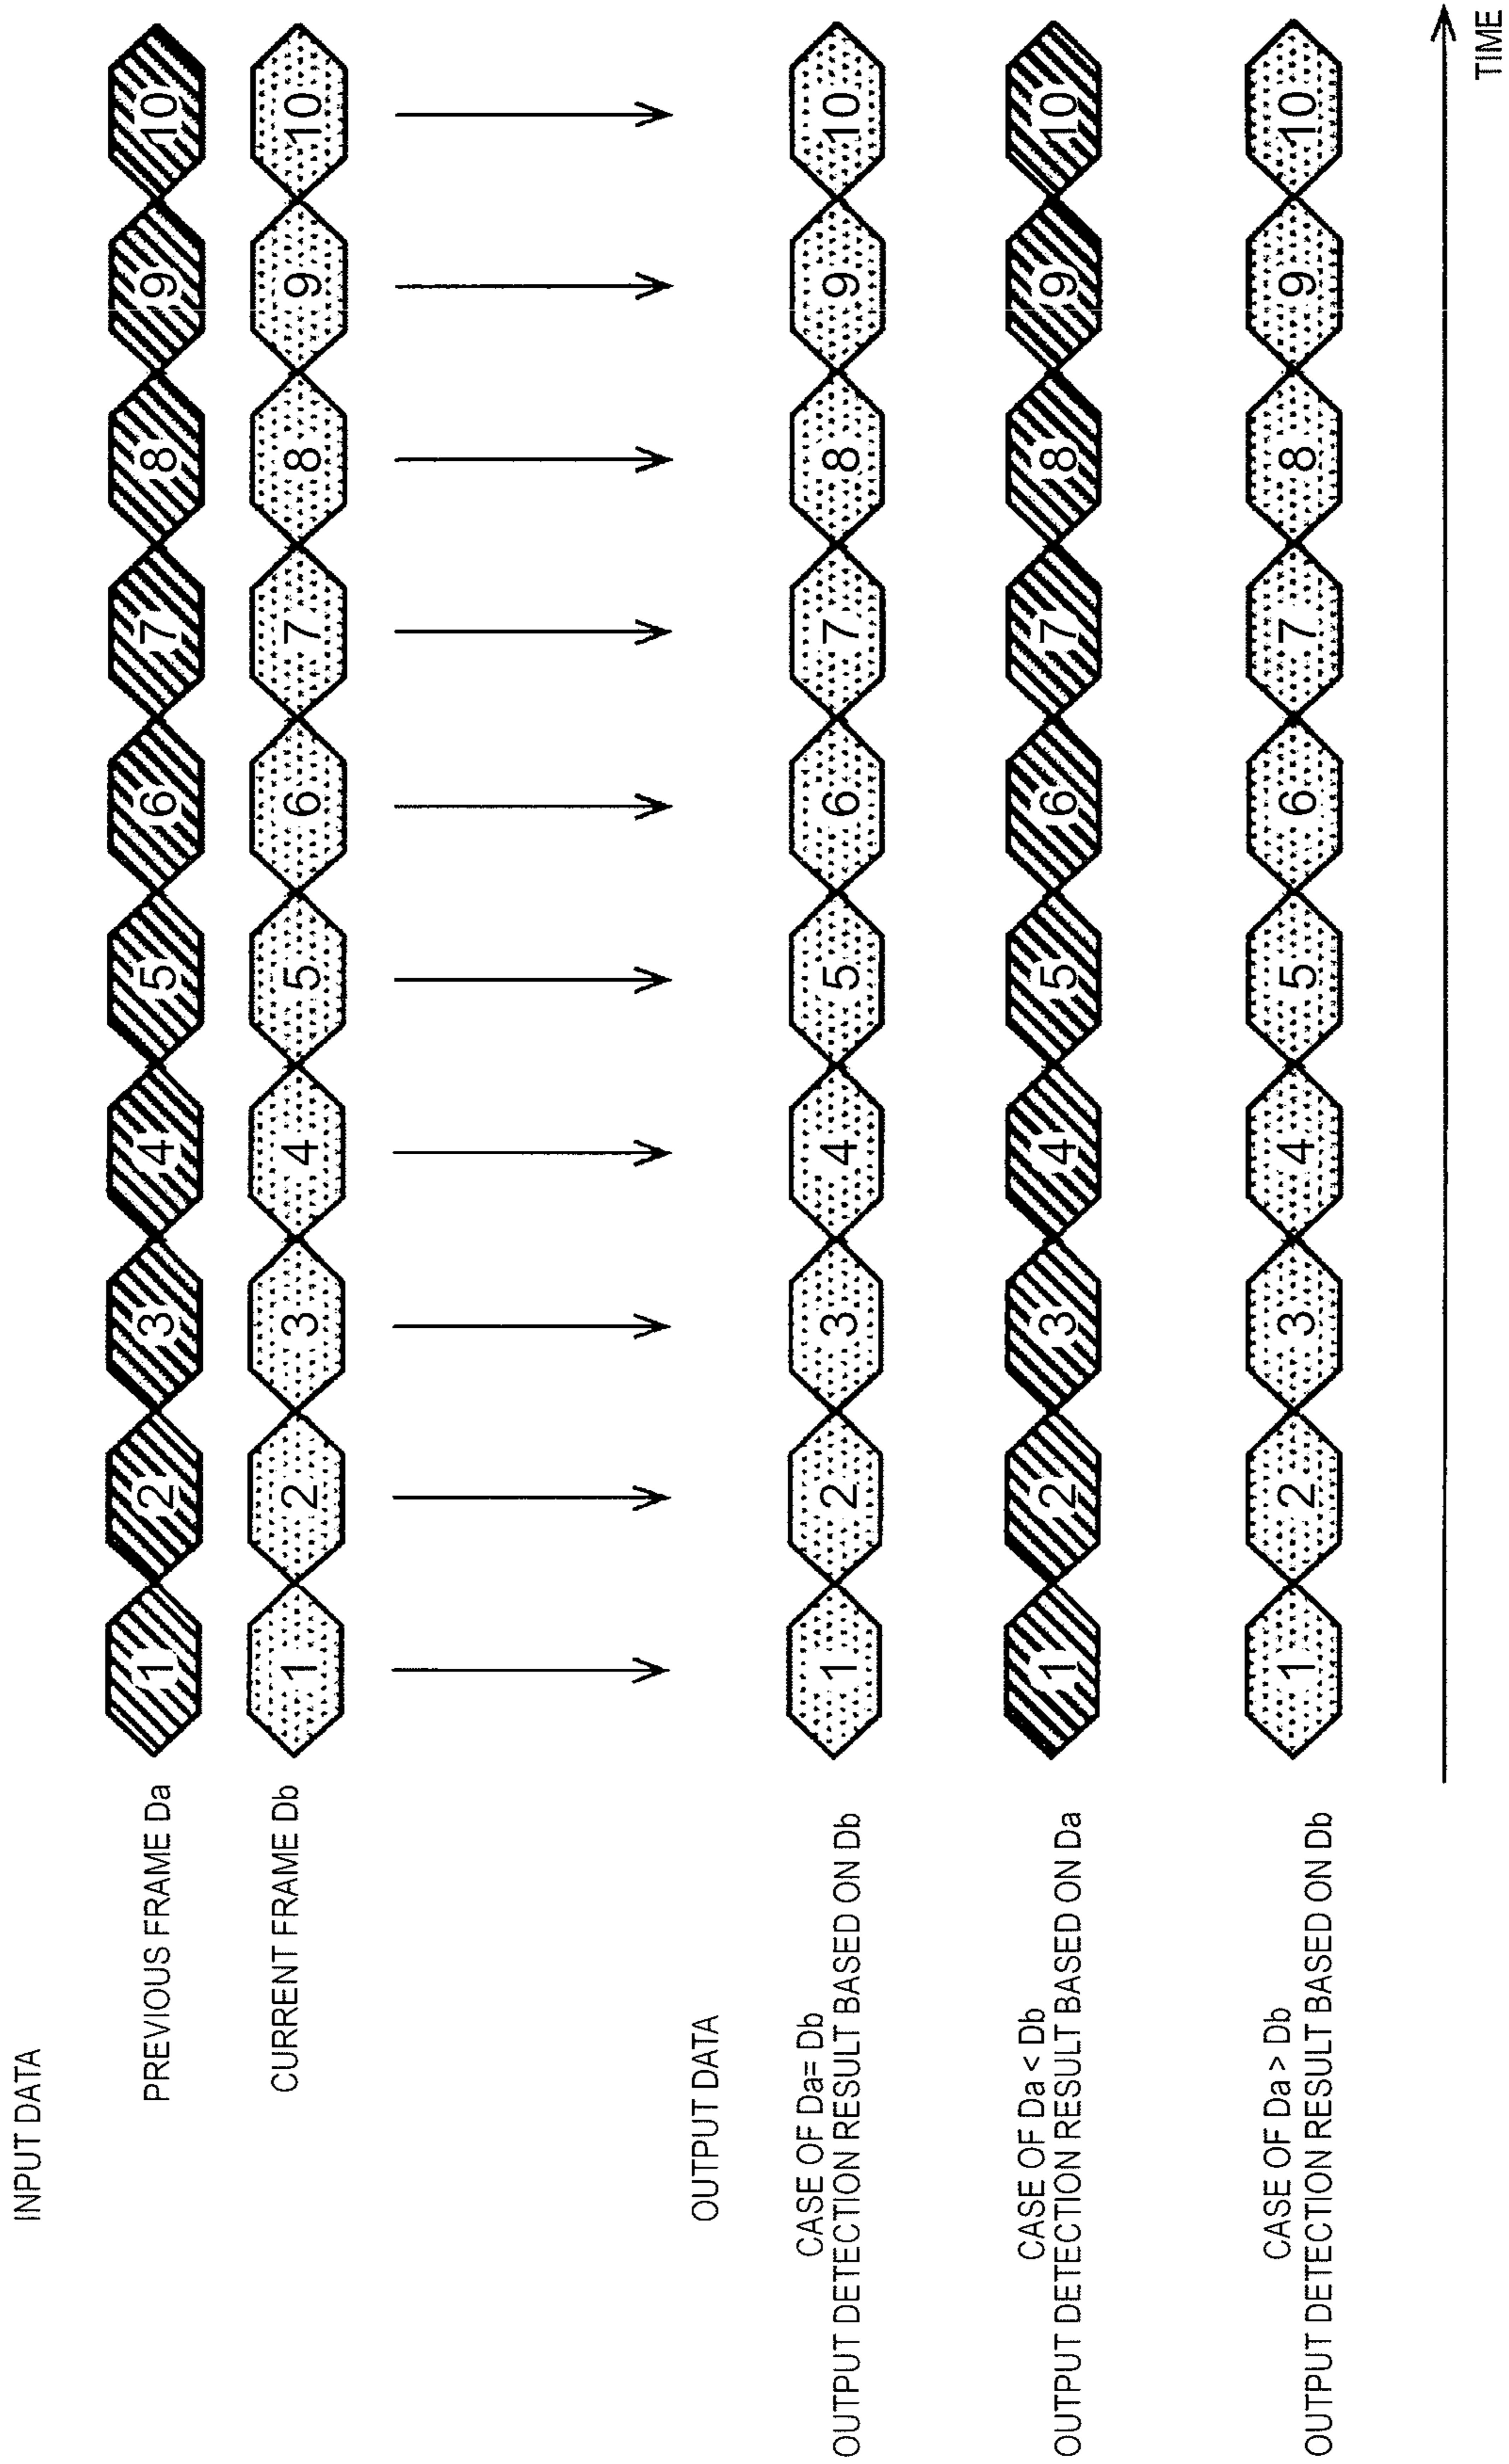 INPUT DATA
PREVIOUS FRAME Da 1 2 3 4 5 6 7 8 9 10
CURRENT FRAME Db 1 2 3 4 5 6 7 8 9 10
OUTPUT DATA
CASE OF Da= Db
OUTPUT DETECTION RESULT BASED ON Db 1 2 3 4 5 6 7 8 9 10
CASE OF Da < Db
OUTPUT DETECTION RESULT BASED ON Da 1 2 3 4 5 6 7 8 9 10
CASE OF Da > Db
OUTPUT DETECTION RESULT BASED ON Db 1 2 3 4 5 6 7 8 9 10
TIME